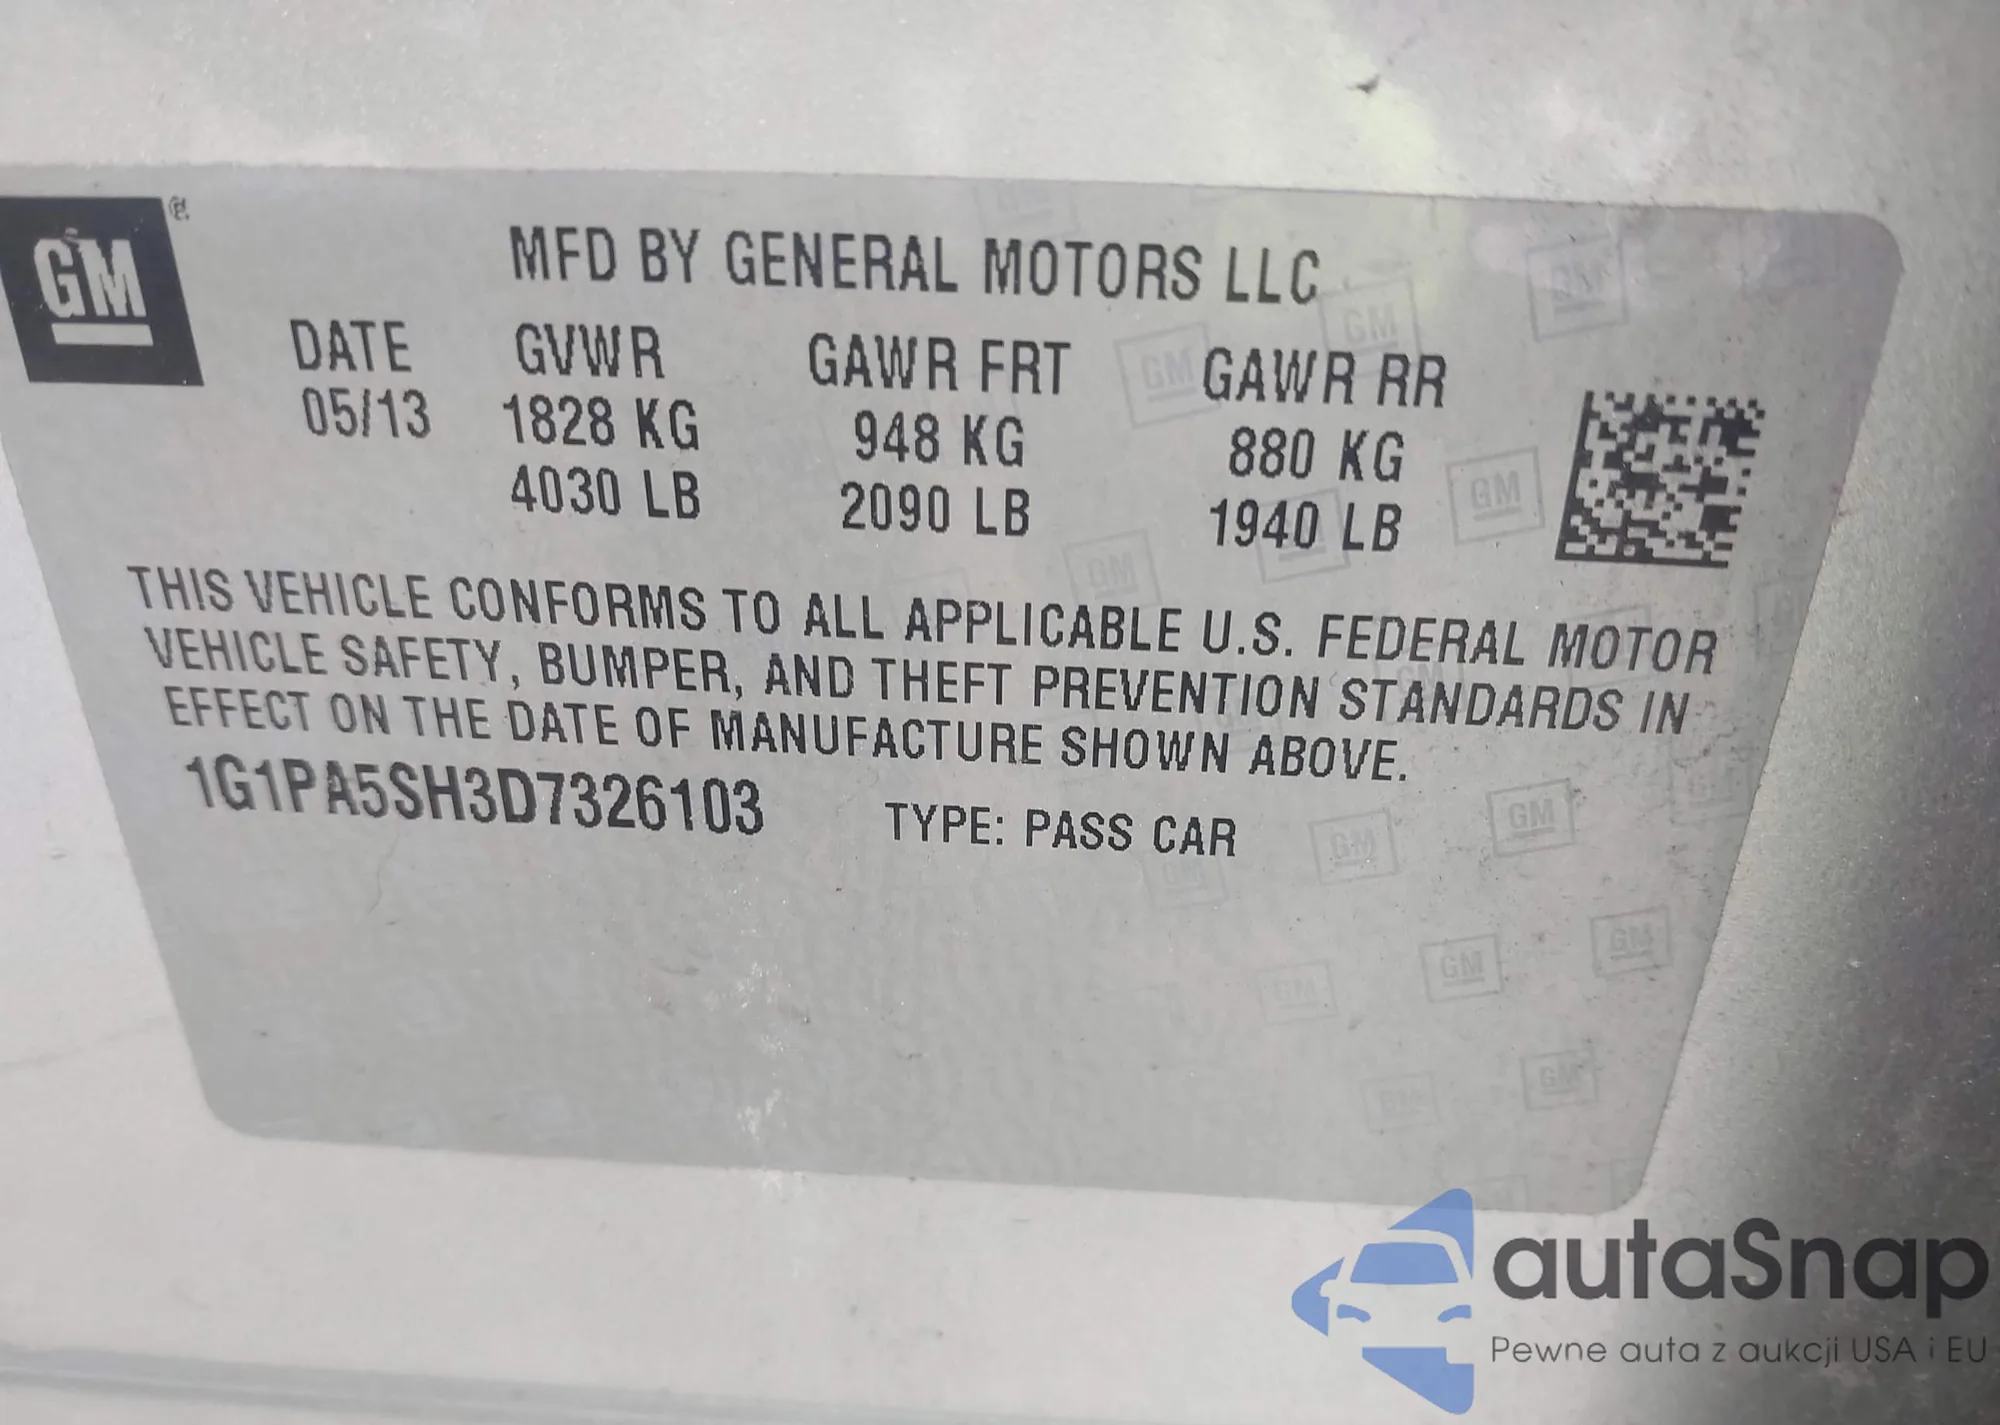 GM®
MFD BY GENERAL MOTORS LLC
DATE GVWR GAWR FRT GAWR RR
05/13 1828 KG 948 KG 880 KG
4030 LB 2090 LB 1940 LB
THIS VEHICLE CONFORMS TO ALL APPLICABLE U.S. FEDERAL MOTOR
VEHICLE SAFETY, BUMPER, AND THEFT PREVENTION STANDARDS IN
EFFECT ON THE DATE OF MANUFACTURE SHOWN ABOVE.
1G1PA5SH3D7326103 TYPE: PASS CAR
autaSnap
Pewne auta z aukcji USA i EU